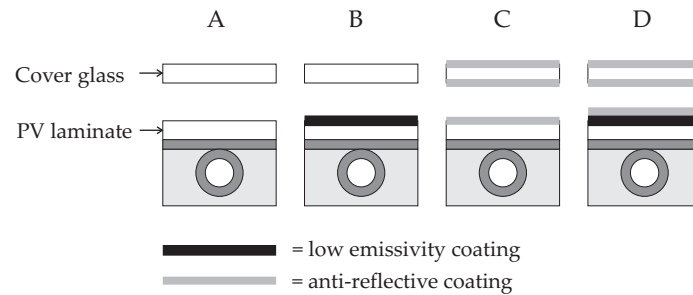 A B C D
Cover glass
PV laminate
= low emissivity coating
= anti-reflective coating